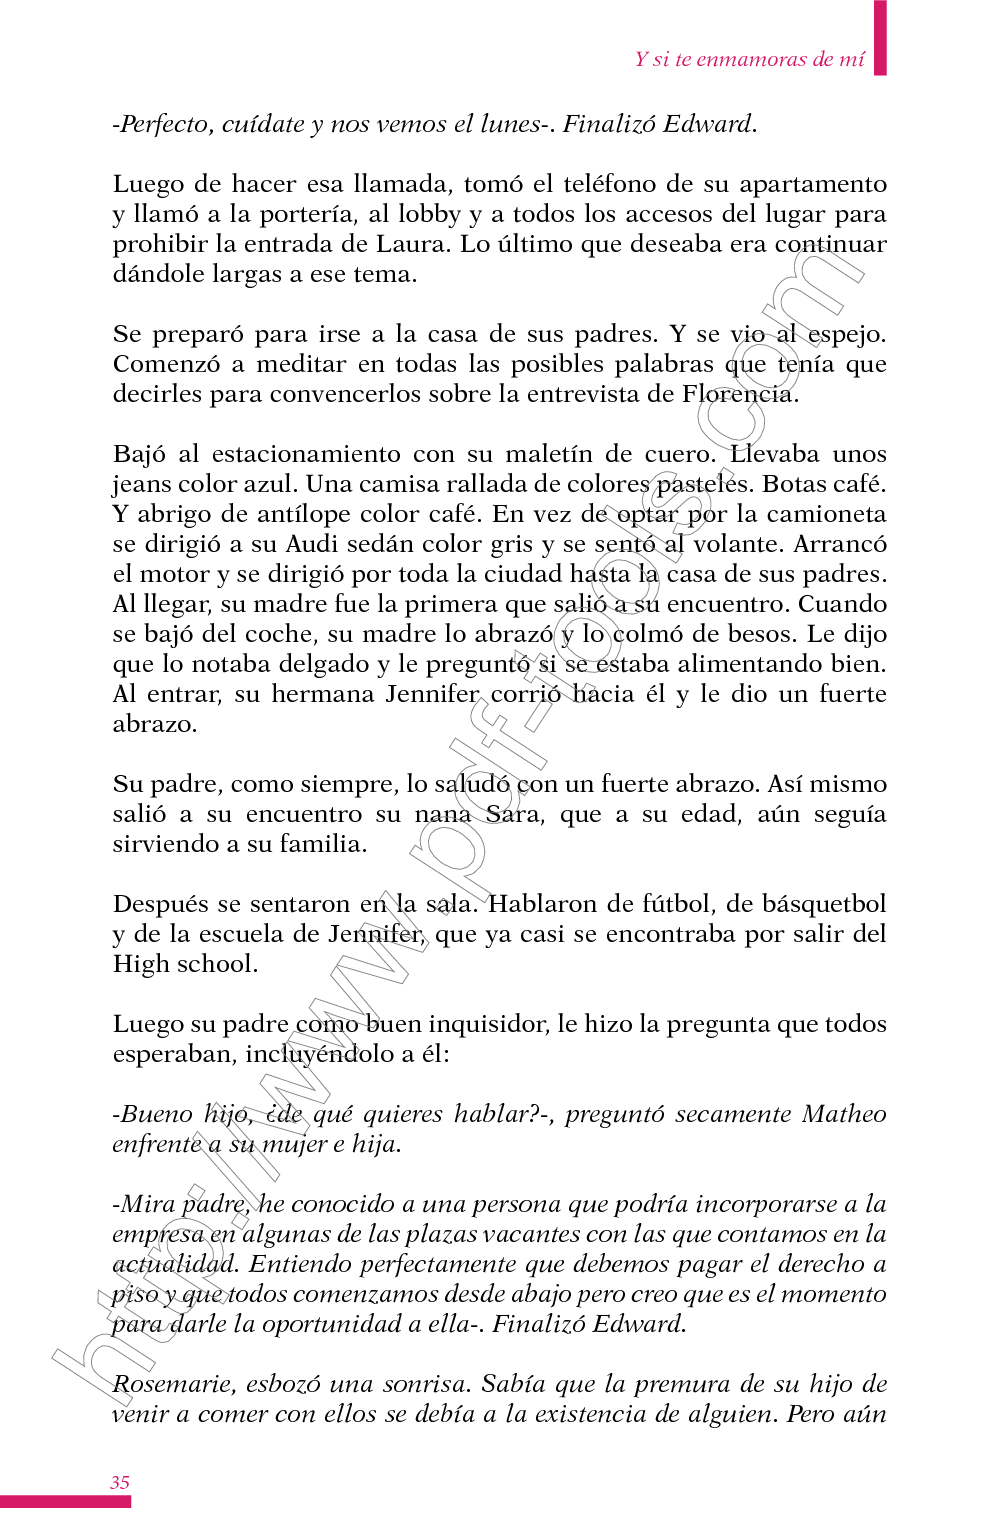 Y si te enmamoras de mí
-Perfecto, cuídate y nos vemos el lunes-. Finalizó Edward.
Luego de hacer esa llamada, tomó el teléfono de su apartamento
y llamó a la portería, al lobby y a todos los accesos del lugar para
prohibir la entrada de Laura. Lo último que deseaba era continuar
dándole largas a ese tema.
Se preparó para irse a la casa de sus padres. Y se vio al espejo.
Comenzó a meditar en todas las posibles palabras que tenía que
decirles para convencerlos sobre la entrevista de Florencia.
Bajó al estacionamiento con su maletín de cuero. Llevaba unos
jeans color azul. Una camisa rallada de colores pasteles. Botas café.
Y abrigo de antílope color café. En vez de optar por la camioneta
se dirigió a su Audi sedán color gris y se sentó al volante. Arrancó
el motor y se dirigió por toda la ciudad hasta la casa de sus padres.
Al llegar, su madre fue la primera que salió a su encuentro. Cuando
se bajó del coche, su madre lo abrazó y lo colmó de besos. Le dijo
que lo notaba delgado y le preguntó si se estaba alimentando bien.
Al entrar, su hermana Jennifer corrió hacia él y le dio un fuerte
abrazo.
Su padre, como siempre, lo saludó con un fuerte abrazo. Así mismo
salió a su encuentro su nana Sara, que a su edad, aún seguía
sirviendo a su familia.
Después se sentaron en la sala. Hablaron de fútbol, de básquetbol
y de la escuela de Jennifer, que ya casi se encontraba por salir del
High school.
Luego su padre como buen inquisidor, le hizo la pregunta que todos
esperaban, incluyéndolo a él:
-Bueno hijo, ¿de qué quieres hablar?-, preguntó secamente Matheo
enfrente a su mujer e hija.
-Mira padre, he conocido a una persona que podría incorporarse a la
empresa en algunas de las plazas vacantes con las que contamos en la
actualidad. Entiendo perfectamente que debemos pagar el derecho a
piso y que todos comenzamos desde abajo pero creo que es el momento
para darle la oportunidad a ella-. Finalizó Edward.
Rosemarie, esbozó una sonrisa. Sabía que la premura de su hijo de
venir a comer con ellos se debía a la existencia de alguien. Pero aún
35
http://www.pdf-tools.com